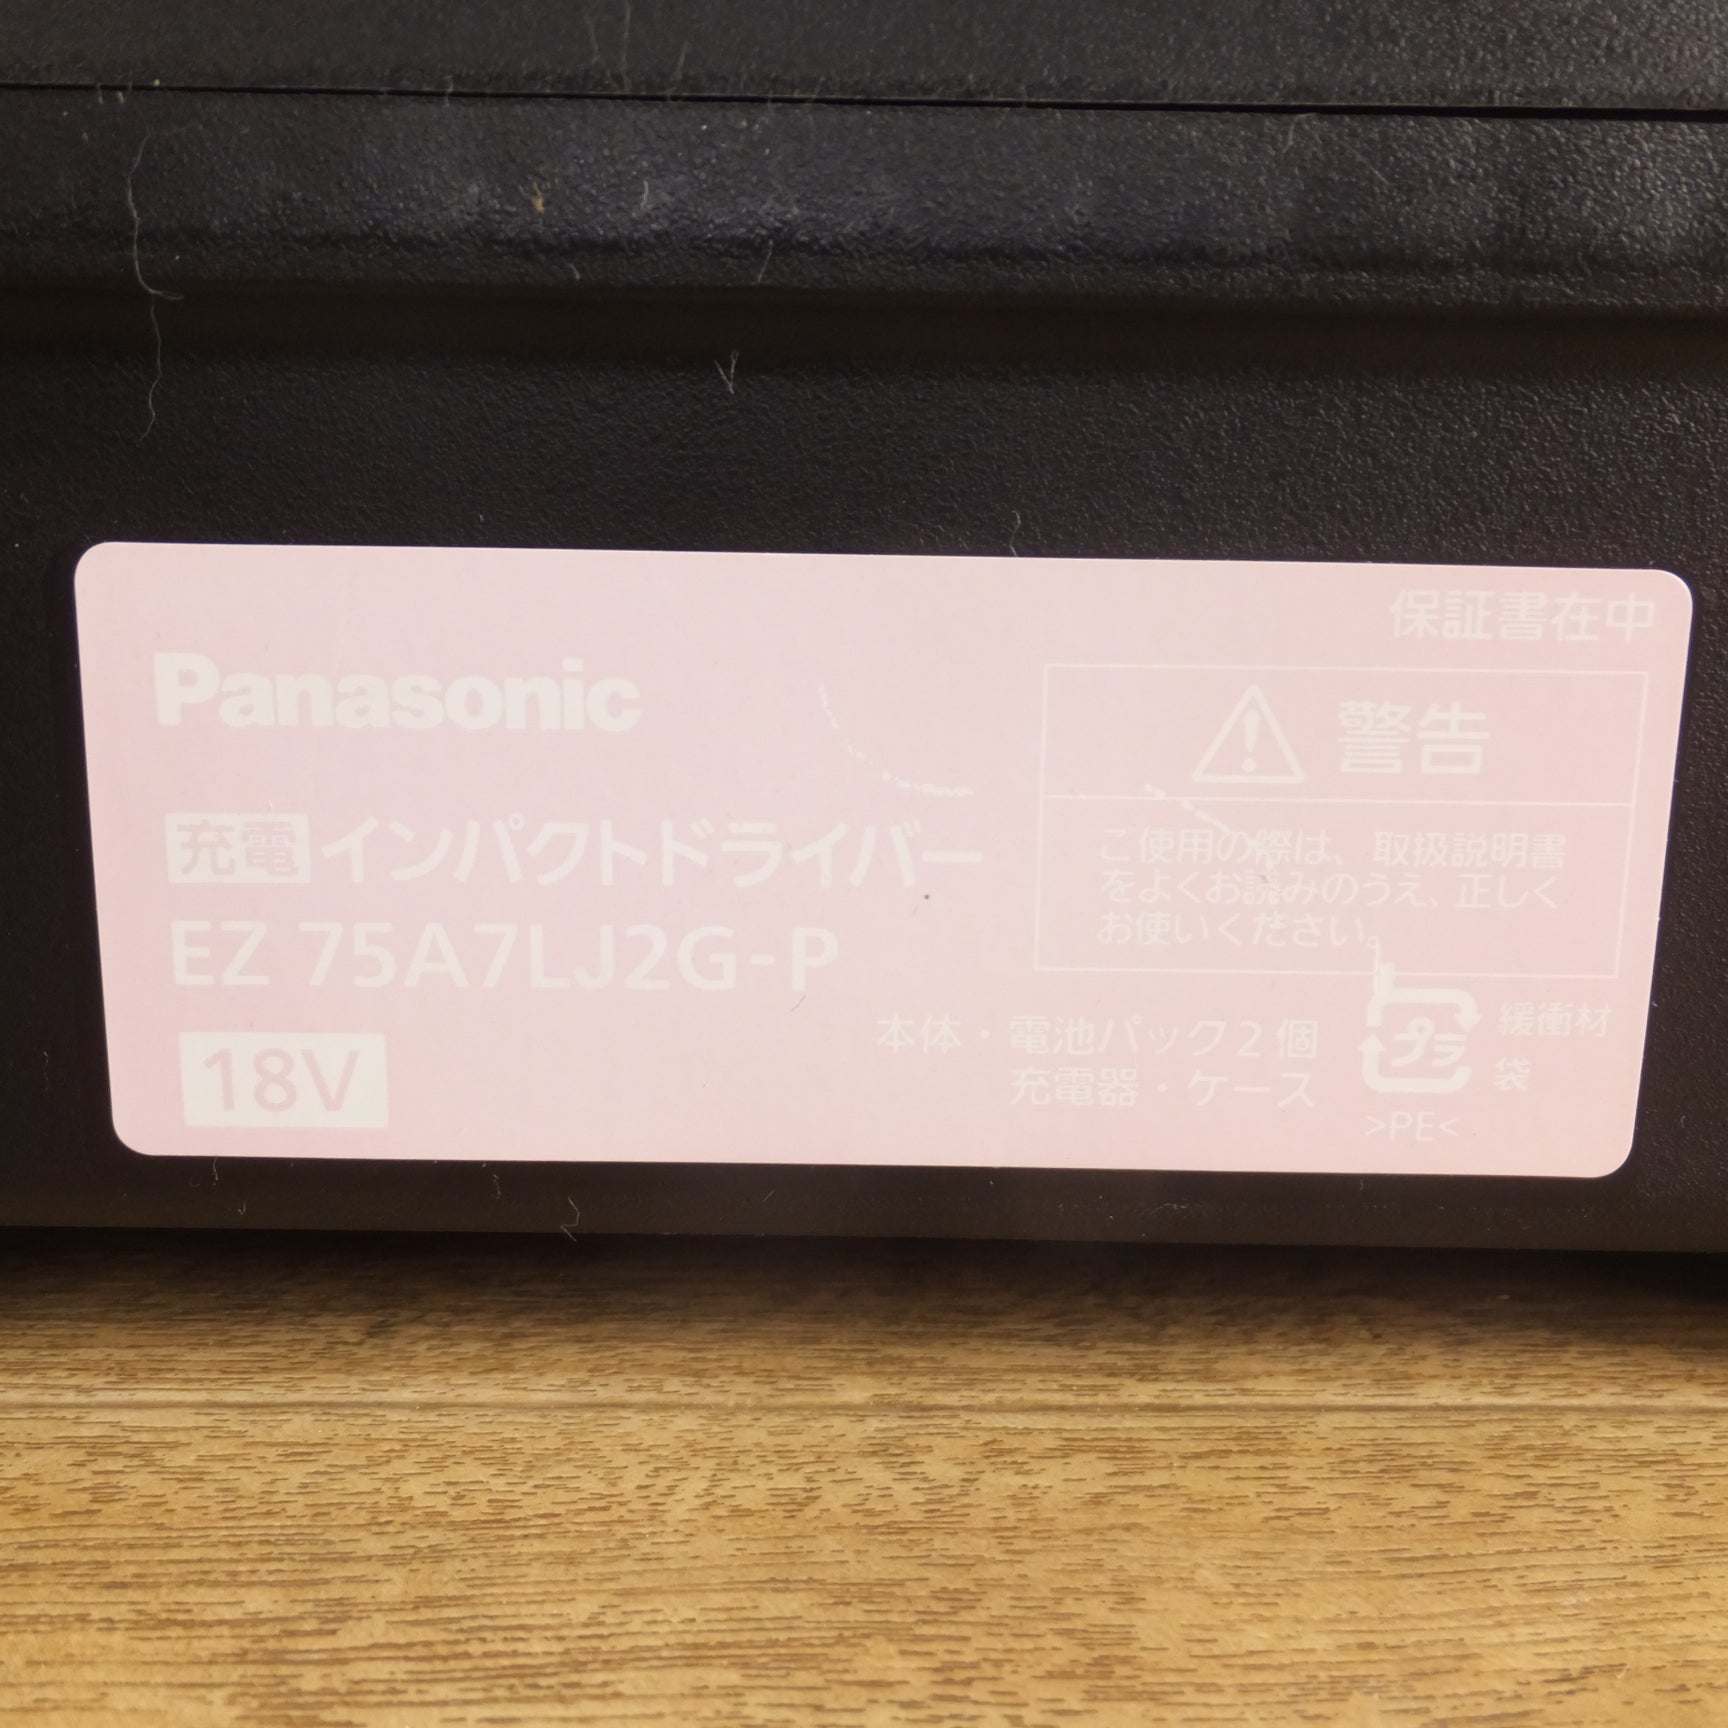 保証書在中
Panasonic
充電インパクトドライバー
EZ 75A7LJ2G-P
18V
警告
ご使用の際は、取扱説明書
をよくお読みのうえ、正しく
お使いください。
本体・電池パック2個
充電器・ケース
プラ
緩衝材
袋
>PE<